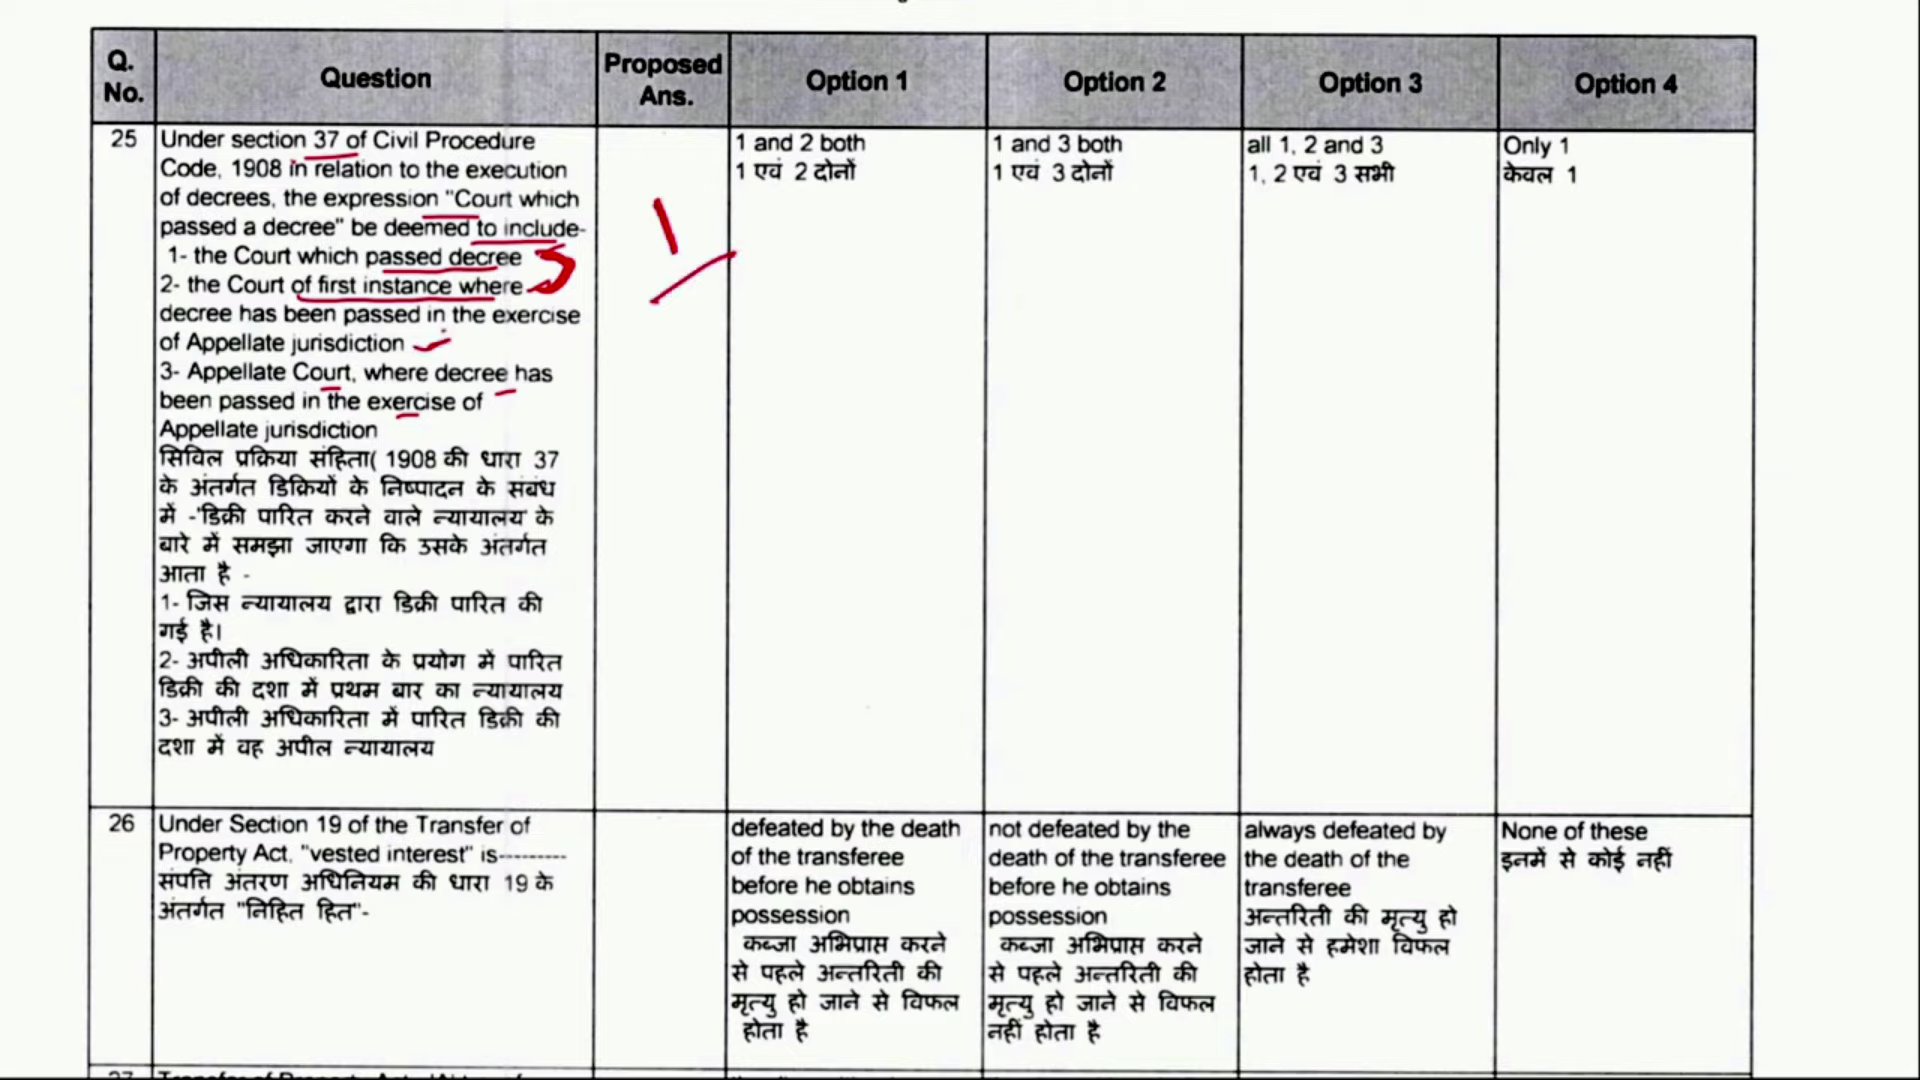 Q. No.
Question
Proposed Ans.
Option 1
Option 2
Option 3
Option 4
25
Under section 37 of Civil Procedure
Code, 1908 in relation to the execution
of decrees, the expression "Court which
passed a decree" be deemed to include-
1- the Court which passed decree
2- the Court of first instance where
decree has been passed in the exercise
of Appellate jurisdiction
3- Appellate Court, where decree has
been passed in the exercise of
Appellate jurisdiction
सिविल प्रक्रिया संहिता( 1908 की धारा 37
के अंतर्गत डिक्रियों के निष्पादन के संबंध
में -'डिक्री पारित करने वाले न्यायालय' के
बारे में समझा जाएगा कि उसके अंतर्गत
आता है -
1- जिस न्यायालय द्वारा डिक्री पारित की
गई है।
2- अपीली अधिकारिता के प्रयोग में पारित
डिक्री की दशा में प्रथम बार का न्यायालय
3- अपीली अधिकारिता में पारित डिक्री की
दशा में वह अपील न्यायालय
1
1 and 2 both
1 एवं 2 दोनों
1 and 3 both
1 एवं 3 दोनों
all 1, 2 and 3
1, 2 एवं 3 सभी
Only 1
केवल 1
26
Under Section 19 of the Transfer of
Property Act, "vested interest" is---------
संपत्ति अंतरण अधिनियम की धारा 19 के
अंतर्गत "निहित हित"-
defeated by the death
of the transferee
before he obtains
possession
कब्जा अभिप्राप्त करने
से पहले अन्तरिती की
मृत्यु हो जाने से विफल
होता है
not defeated by the
death of the transferee
before he obtains
possession
कब्जा अभिप्राप्त करने
से पहले अन्तरिती की
मृत्यु हो जाने से विफल
नहीं होता है
always defeated by
the death of the
transferee
अन्तरिती की मृत्यु हो
जाने से हमेशा विफल
होता है
None of these
इनमें से कोई नहीं